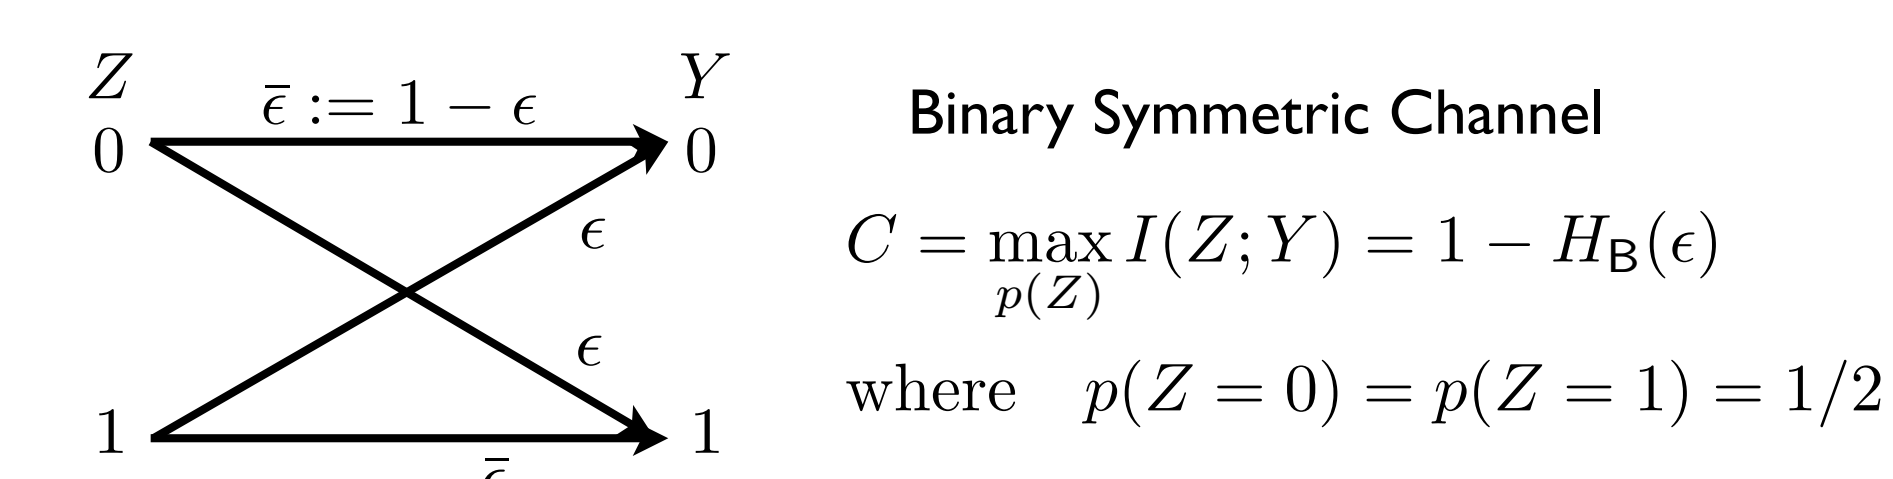 Z Y
ε̄ := 1 − ε
0 0
ε
ε
1 1
ε̄
Binary Symmetric Channel
C = max I(Z; Y) = 1 − H_B(ε)
p(Z)
where p(Z = 0) = p(Z = 1) = 1/2